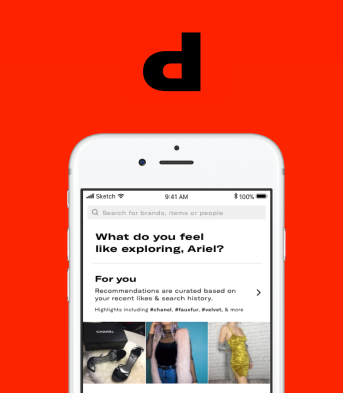 d
Sketch
9:41 AM
100%
Search for brands, items or people
What do you feel
like exploring, Ariel?
For you
Recommendations are curated based on
your recent likes & search history.
Highlights including #chanel, #fauxfur, #velvet, & more
CHANEL